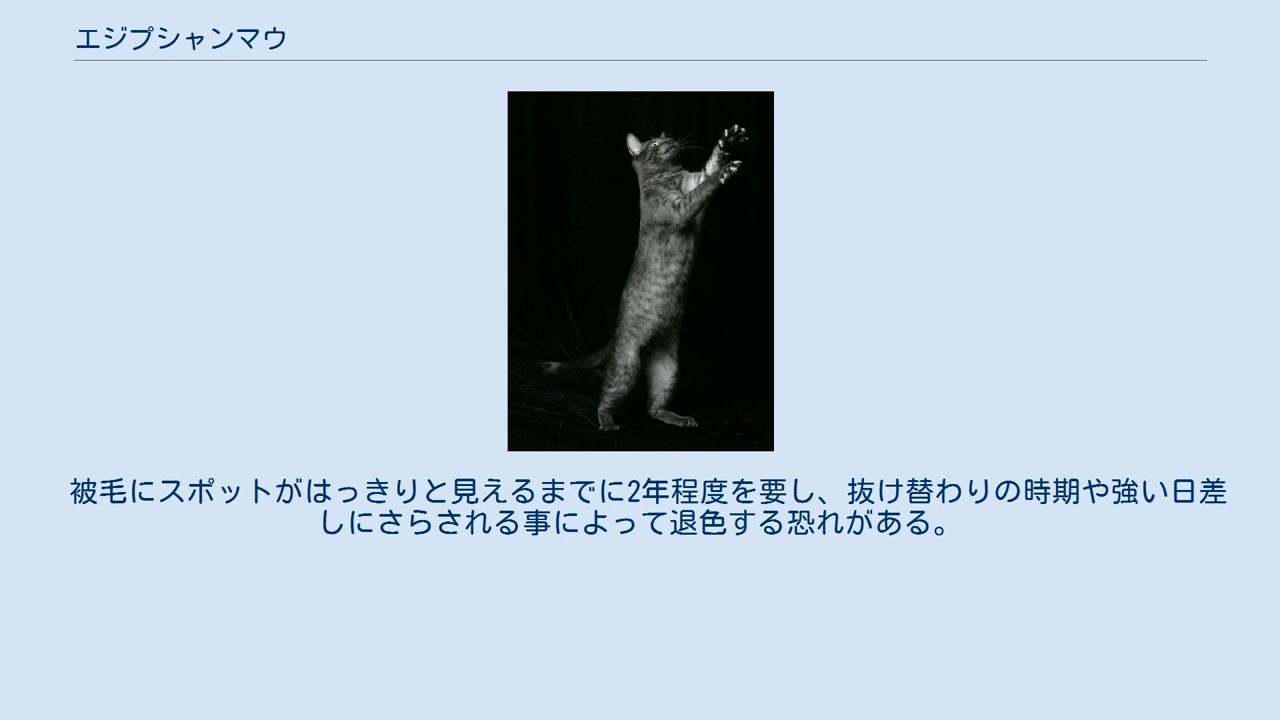 エジプシャンマウ
被毛にスポットがはっきりと見えるまでに2年程度を要し、抜け替わりの時期や強い日差
しにさらされる事によって退色する恐れがある。